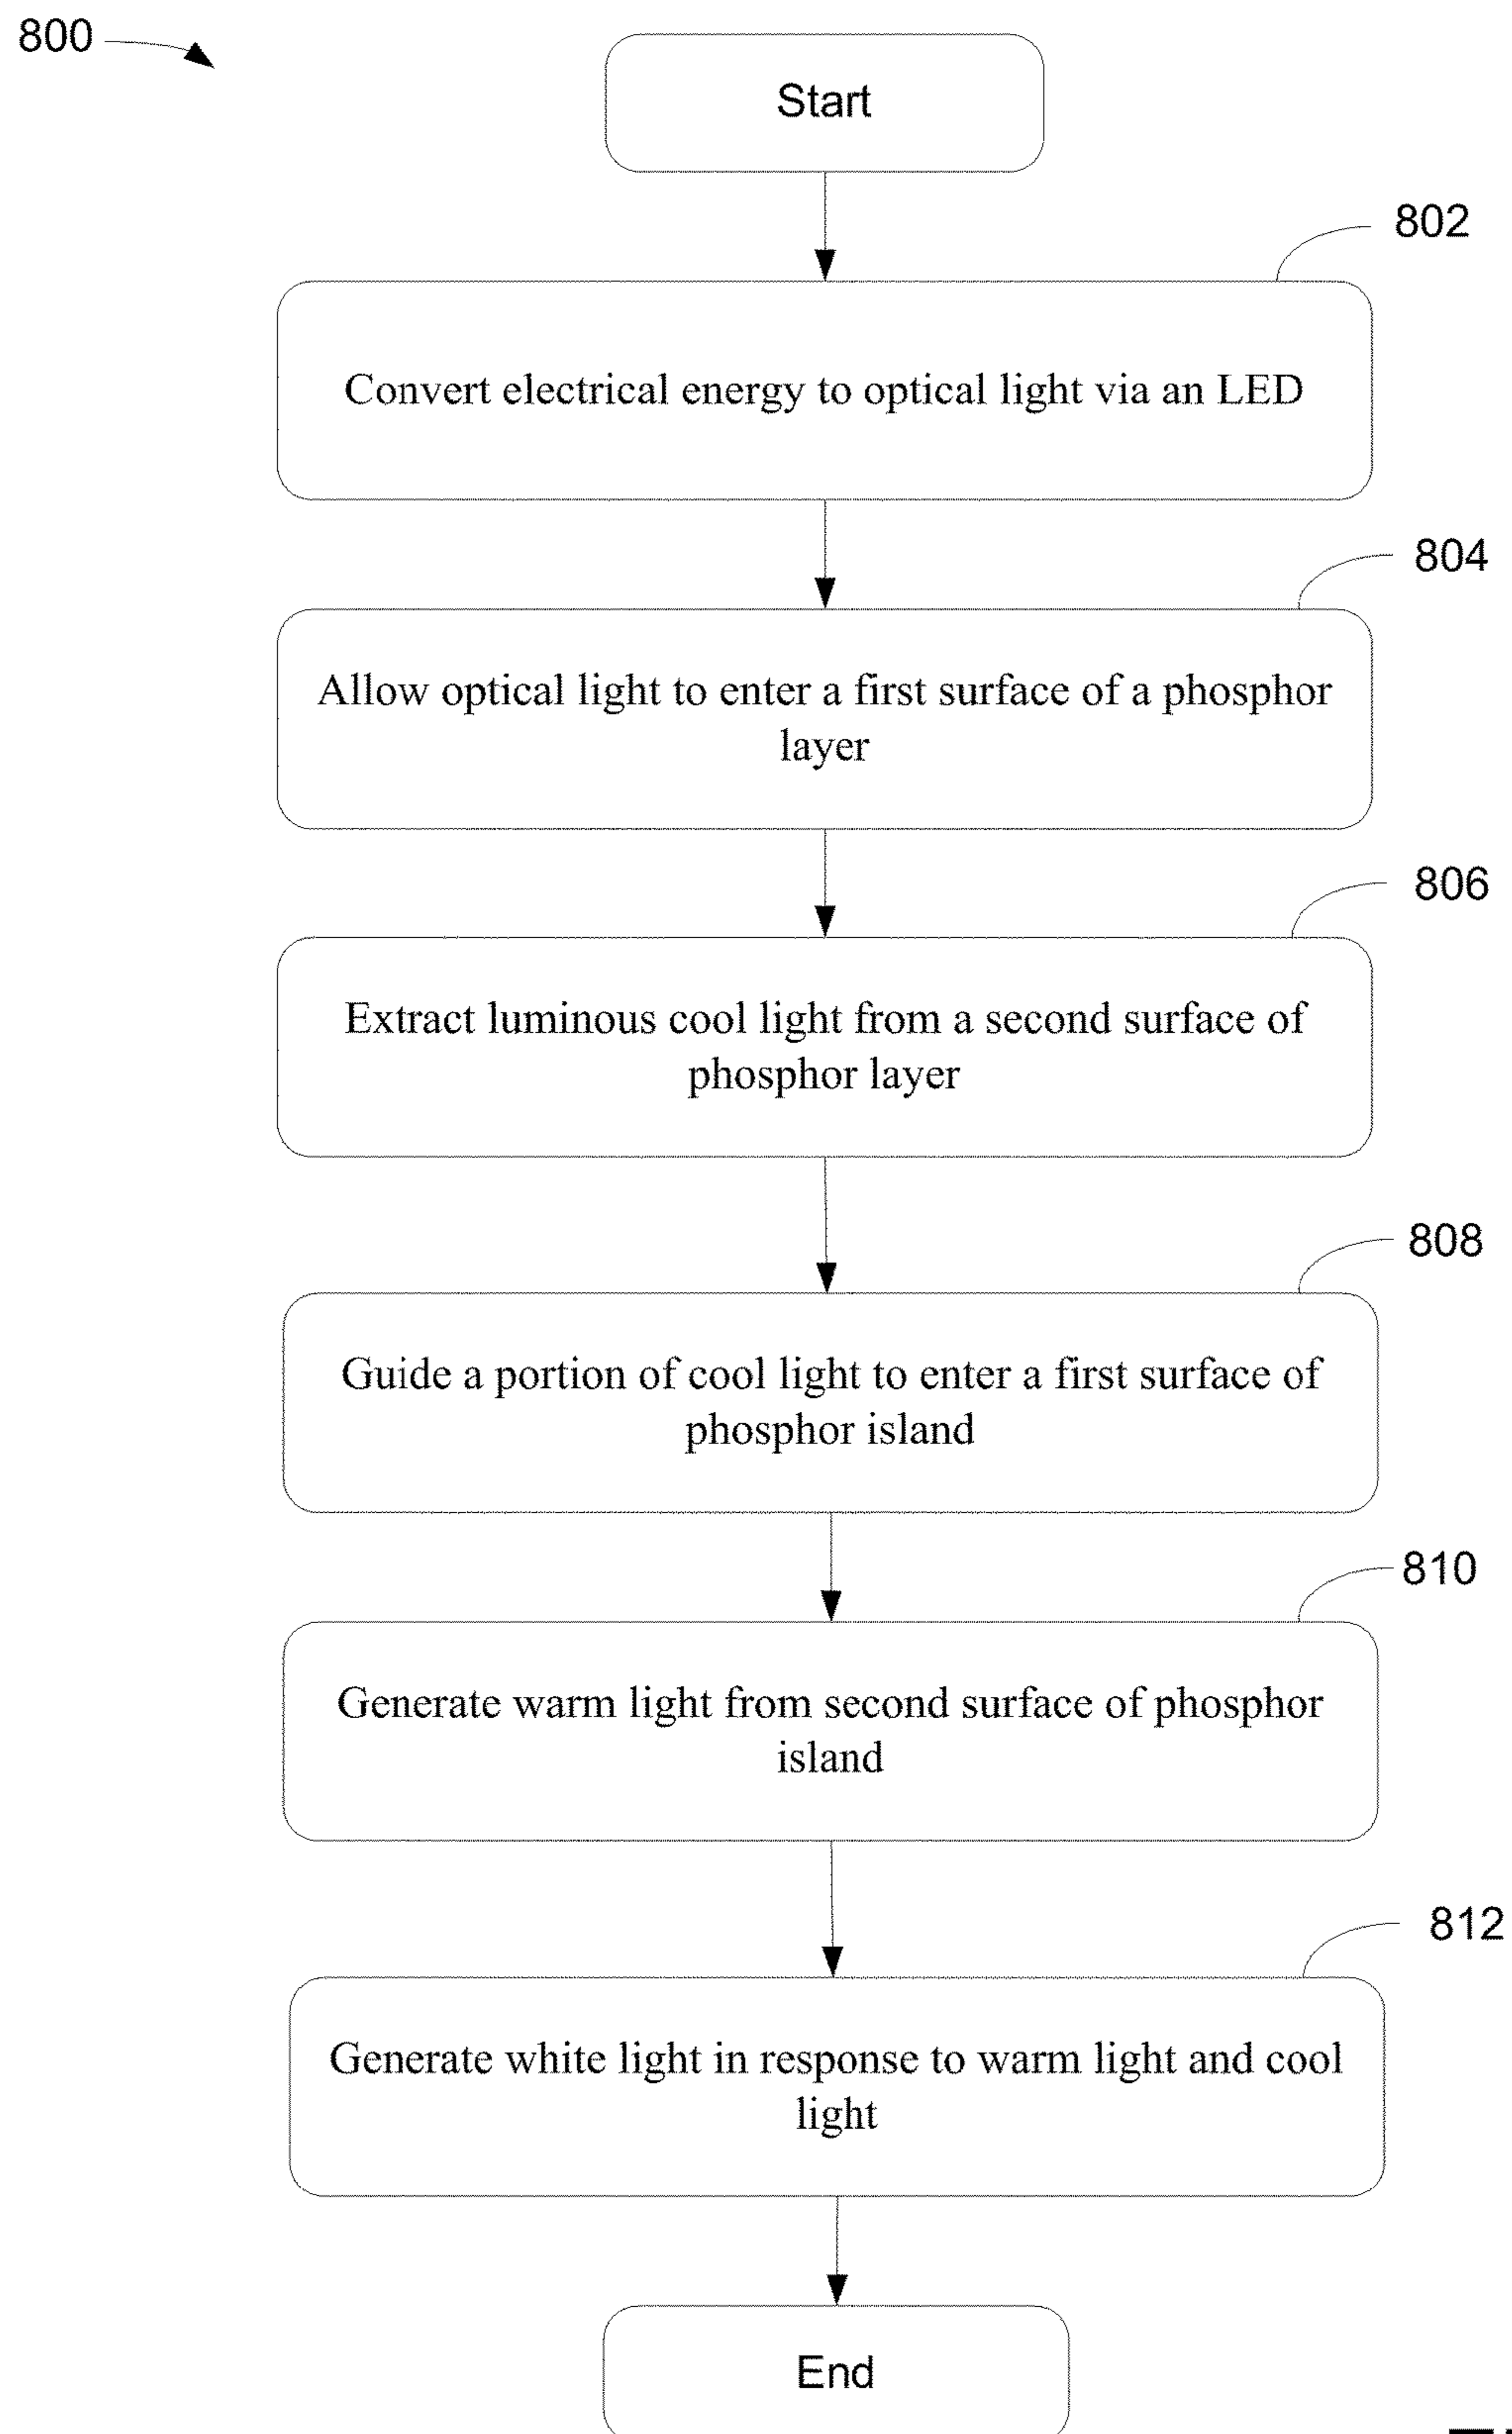 800
Start
802
Convert electrical energy to optical light via an LED
804
Allow optical light to enter a first surface of a phosphor
layer
806
Extract luminous cool light from a second surface of
phosphor layer
808
Guide a portion of cool light to enter a first surface of
phosphor island
810
Generate warm light from second surface of phosphor
island
812
Generate white light in response to warm light and cool
light
End